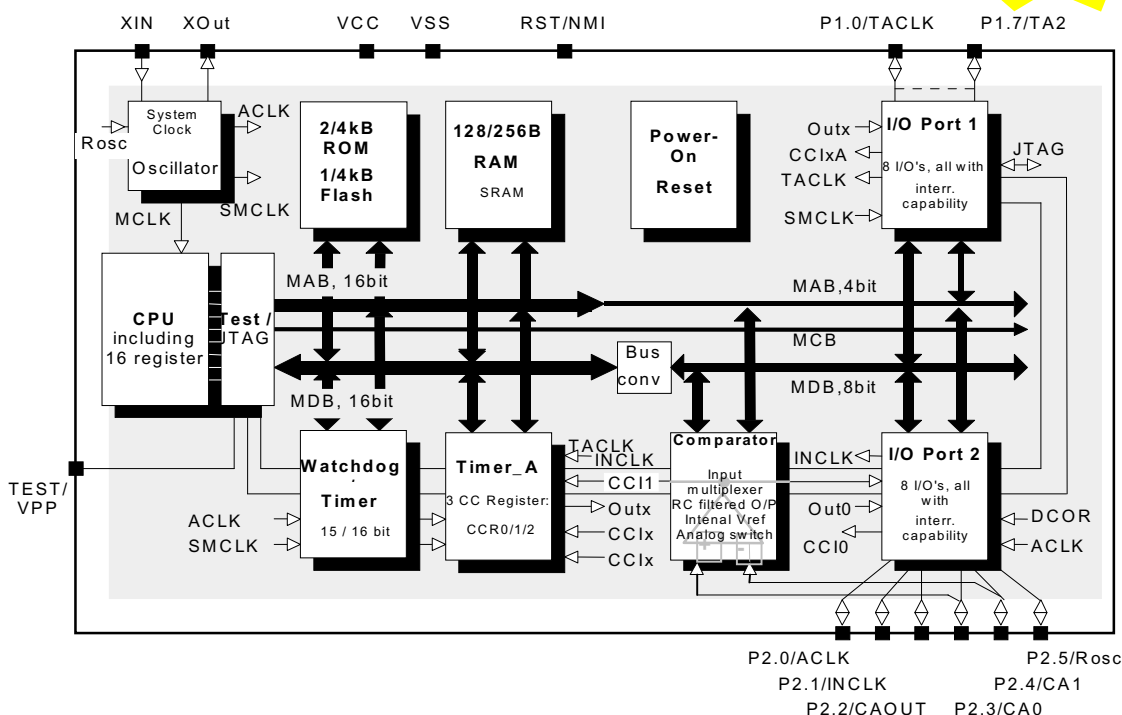 XIN XOut VCC VSS RST/NMI P1.0/TACLK P1.7/TA2
System
Clock
Oscillator
Rosc
ACLK
SMCLK
MCLK
2/4kB
ROM
1/4kB
Flash
128/256B
RAM
SRAM
Power-
On
Reset
Outx
CCIxA
TACLK
SMCLK
I/O Port 1
8 I/O's, all with
interr.
capability
JTAG
CPU
including
16 register
Test /
JTAG
MAB, 16bit
MDB, 16bit
Bus
conv
MAB,4bit
MCB
MDB,8bit
TEST/
VPP
ACLK
SMCLK
Watchdog
Timer
15 / 16 bit
Timer_A
3 CC Register:
CCR0/1/2
TACLK
INCLK
CCI1
Outx
CCIx
CCIx
Comparator
Input
multiplexer
RC filtered O/P
Intenal Vref
Analog switch
+ -
INCLK
Out0
CCI0
I/O Port 2
8 I/O's, all
with
interr.
capability
DCOR
ACLK
P2.0/ACLK P2.5/Rosc
P2.1/INCLK P2.4/CA1
P2.2/CAOUT P2.3/CA0